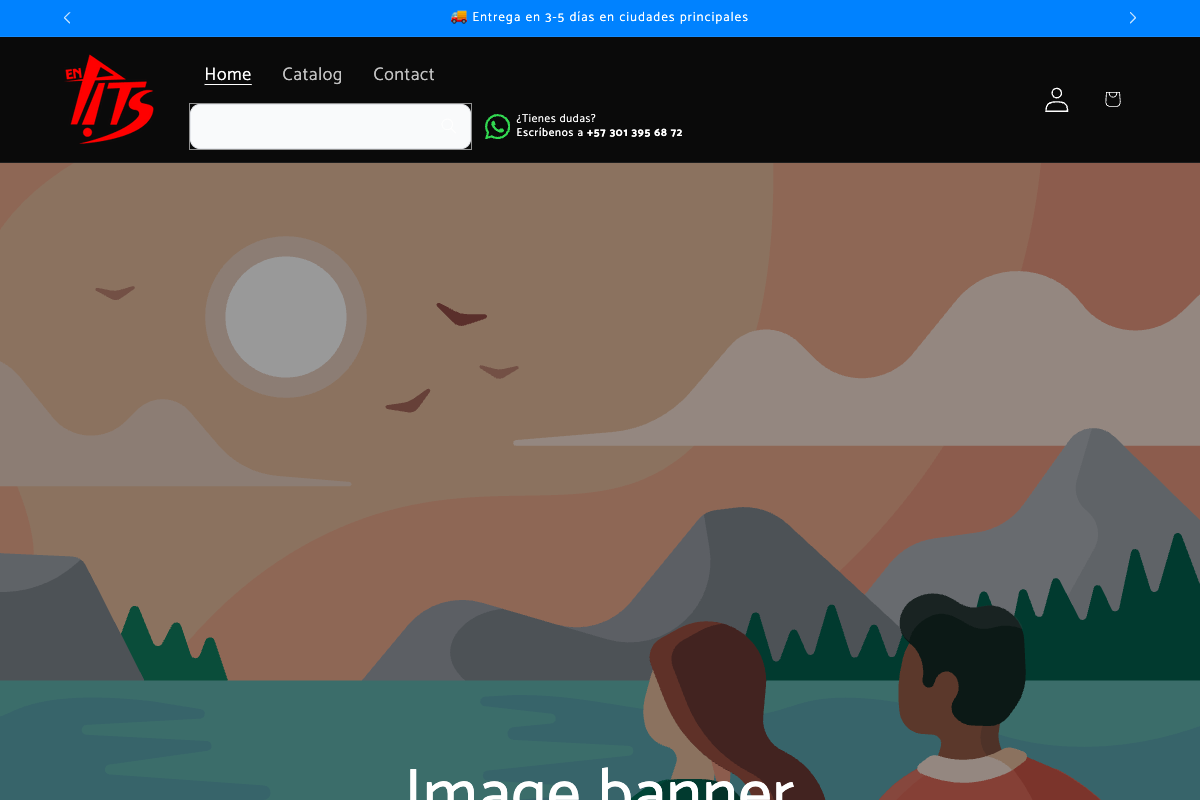 🚚 Entrega en 3-5 días en ciudades principales
EN PITS
Home Catalog Contact
¿Tienes dudas?
Escríbenos a +57 301 395 68 72
Image banner